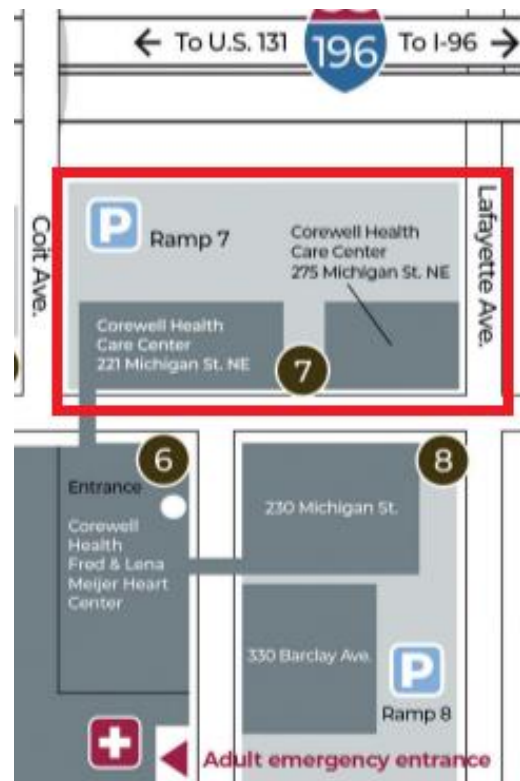 ← To U.S. 131
196
To I-96 →
Coit Ave.
Lafayette Ave.
P
Ramp 7
Corewell Health
Care Center
275 Michigan St. NE
Corewell Health
Care Center
221 Michigan St. NE
7
6
8
Entrance
Corewell
Health
Fred & Lena
Meijer Heart
Center
230 Michigan St.
330 Barclay Ave.
P
Ramp 8
Adult emergency entrance